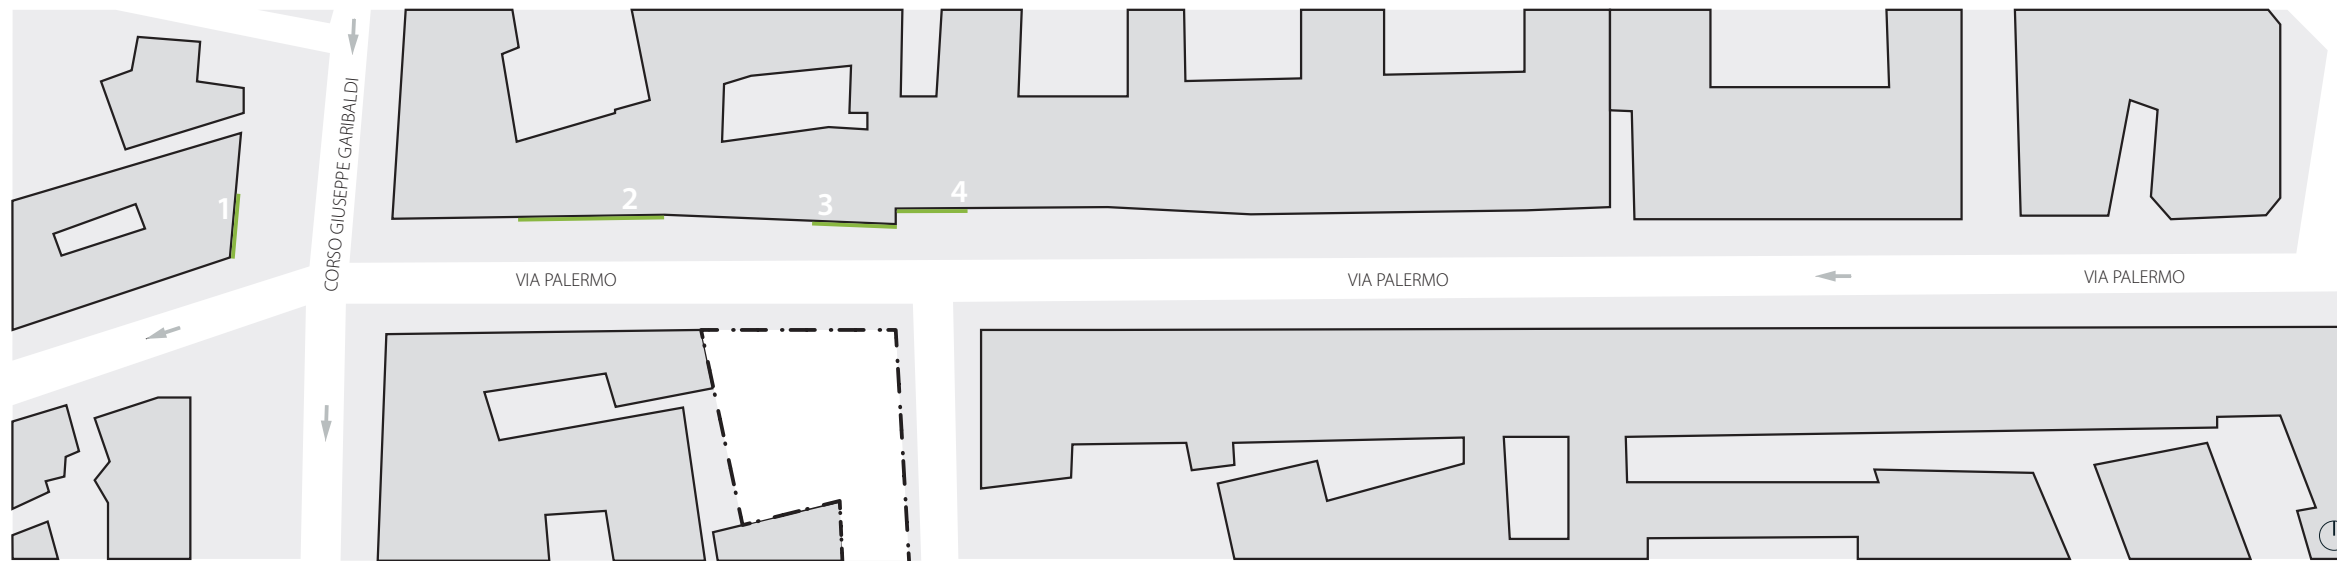 CORSO GIUSEPPE GARIBALDI
1
2
3
4
VIA PALERMO
VIA PALERMO
VIA PALERMO